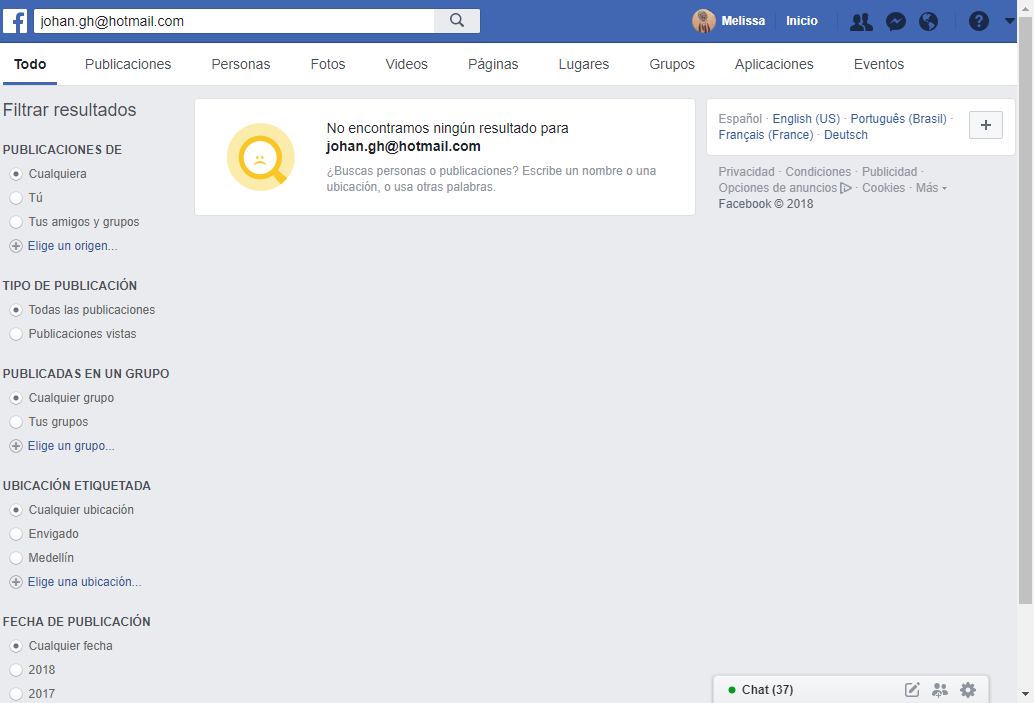 johan.gh@hotmail.com
Melissa
Inicio
Todo
Publicaciones
Personas
Fotos
Videos
Páginas
Lugares
Grupos
Aplicaciones
Eventos
Filtrar resultados
PUBLICACIONES DE
Cualquiera
Tú
Tus amigos y grupos
Elige un origen...
TIPO DE PUBLICACIÓN
Todas las publicaciones
Publicaciones vistas
PUBLICADAS EN UN GRUPO
Cualquier grupo
Tus grupos
Elige un grupo...
UBICACIÓN ETIQUETADA
Cualquier ubicación
Envigado
Medellín
Elige una ubicación...
FECHA DE PUBLICACIÓN
Cualquier fecha
2018
2017
No encontramos ningún resultado para
johan.gh@hotmail.com
¿Buscas personas o publicaciones? Escribe un nombre o una
ubicación, o usa otras palabras.
Español · English (US) · Português (Brasil) ·
Français (France) · Deutsch
Privacidad · Condiciones · Publicidad ·
Opciones de anuncios · Cookies · Más
Facebook © 2018
Chat (37)